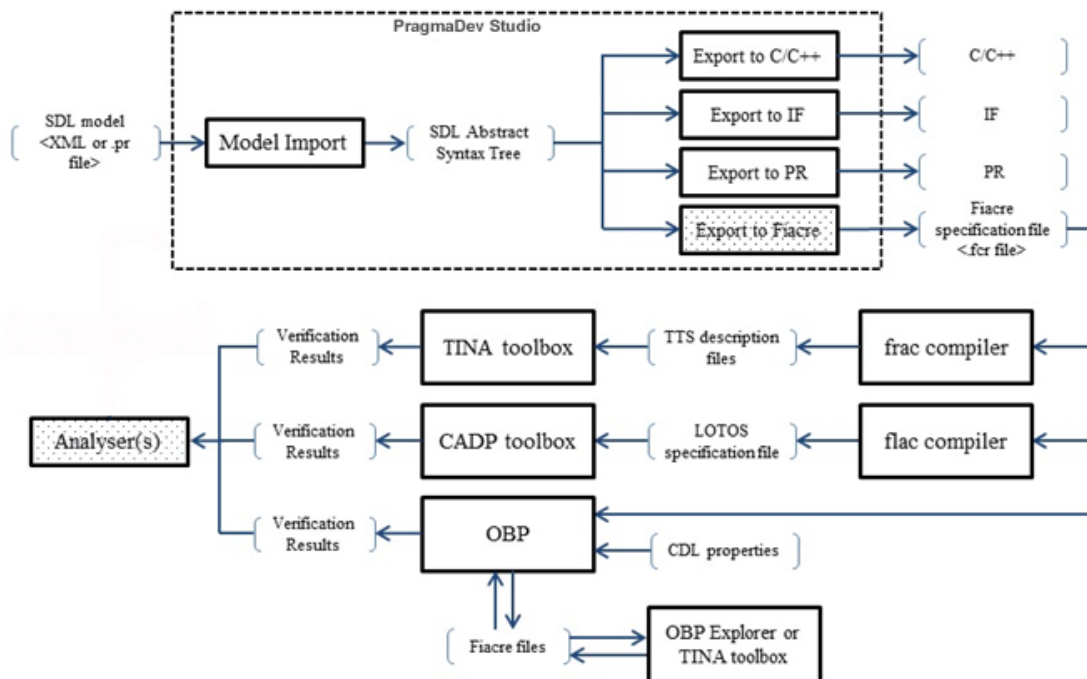 PragmaDev Studio
Export to C/C++
C/C++
SDL model
<XML or .pr
file>
Model Import
SDL Abstract
Syntax Tree
Export to IF
IF
Export to PR
PR
Export to Fiacre
Fiacre
specification file
<.fcr file>
Verification
Results
TINA toolbox
TTS description
files
frac compiler
Analyser(s)
Verification
Results
CADP toolbox
LOTOS
specification file
flac compiler
Verification
Results
OBP
CDL properties
Fiacre files
OBP Explorer or
TINA toolbox